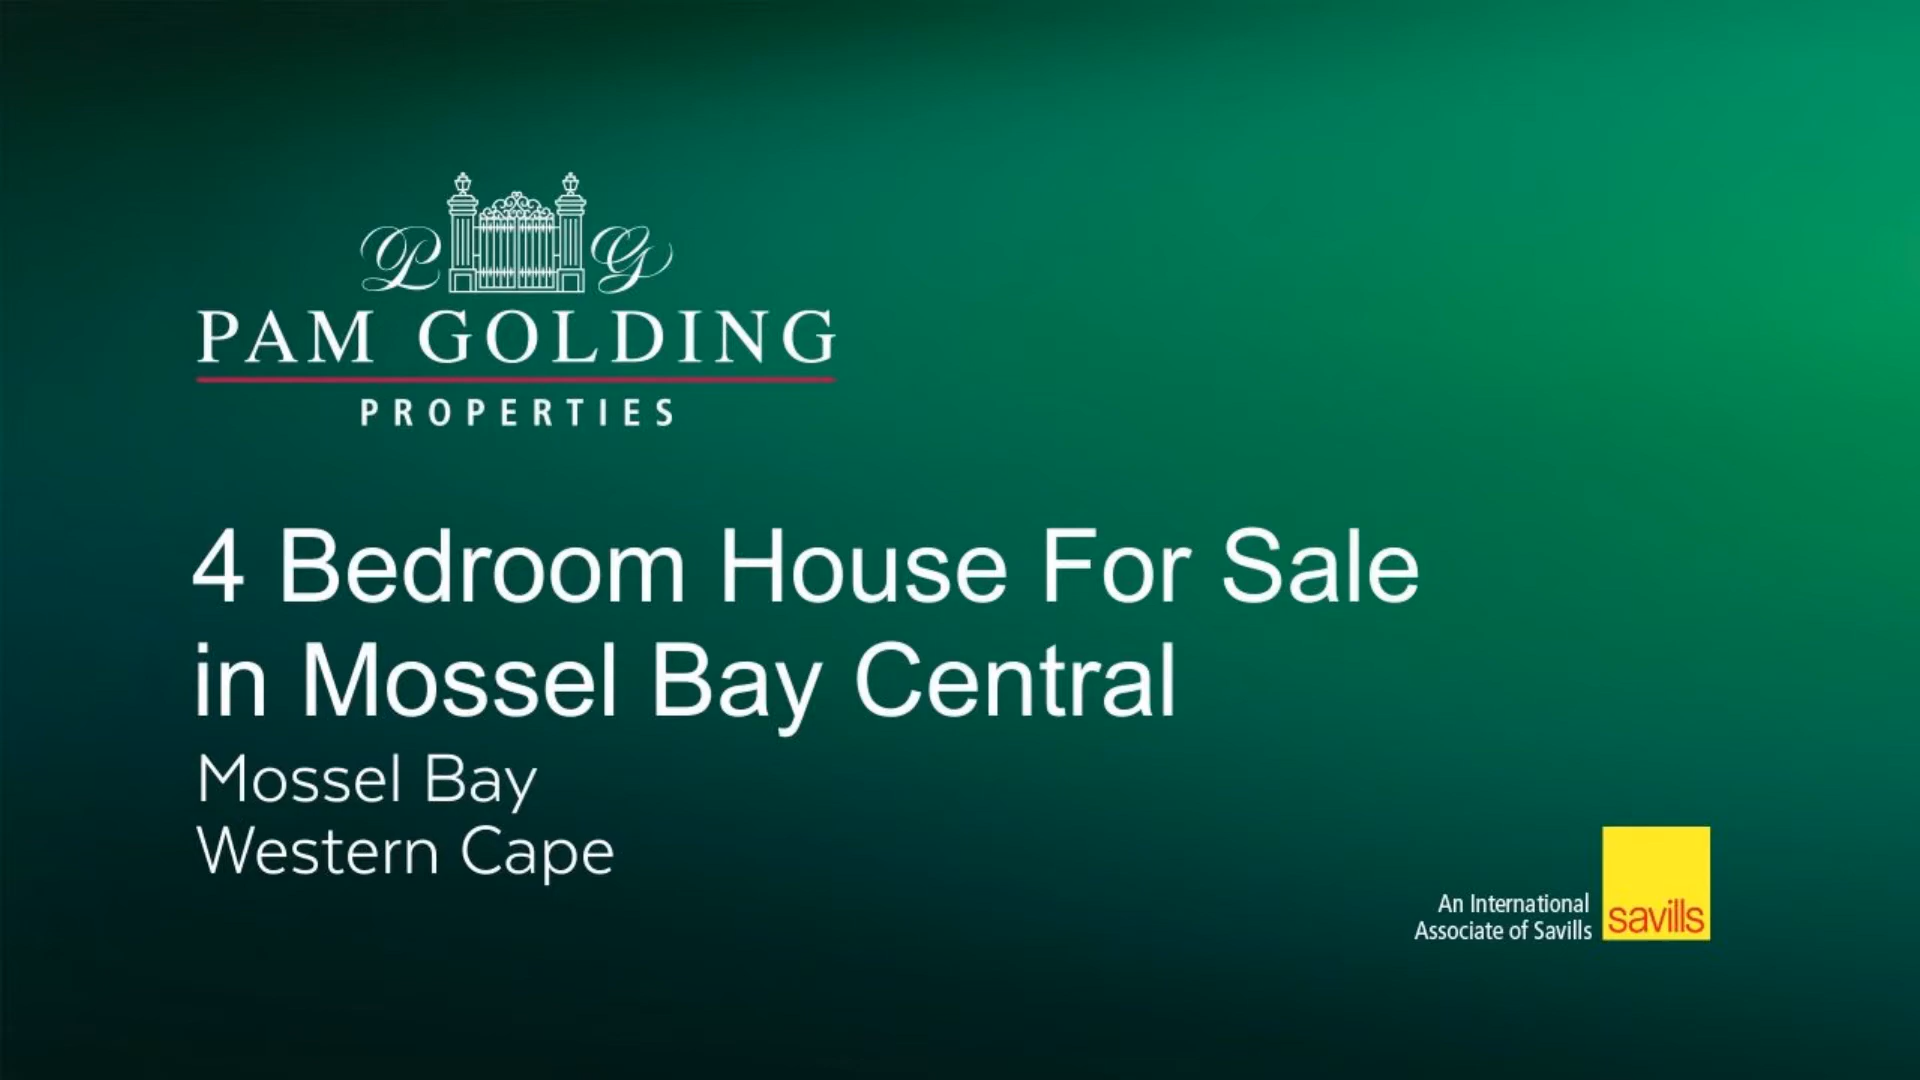 P G
PAM GOLDING
PROPERTIES
4 Bedroom House For Sale
in Mossel Bay Central
Mossel Bay
Western Cape
An International
Associate of Savills
savills